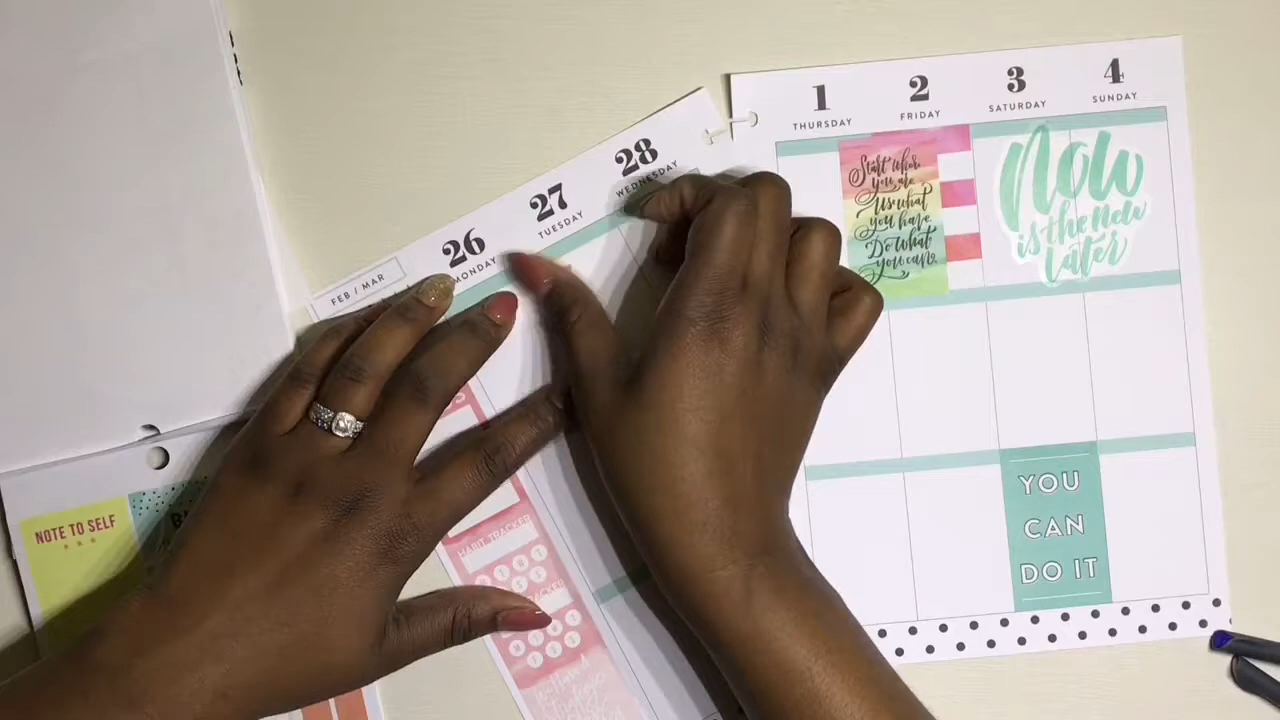 FEB / MAR
26
MONDAY
27
TUESDAY
28
WEDNESDAY
1
THURSDAY
2
FRIDAY
3
SATURDAY
4
SUNDAY
Start where
you are
Use what
you have
Do what
you can.
Now
is the new
later
YOU
CAN
DO IT
NOTE TO SELF
HABIT TRACKER